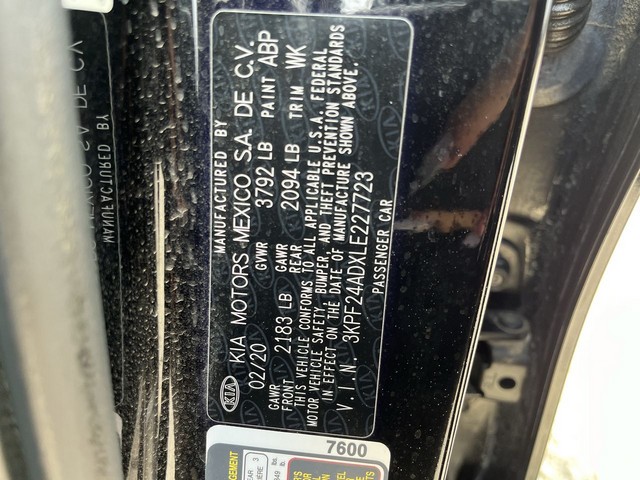 KIA
MANUFACTURED BY
KIA MOTORS MEXICO S.A. DE C.V.
02/20 GVWR 3792 LB PAINT ABP
GAWR FRONT 2183 LB GAWR REAR 2094 LB TRIM WK
THIS VEHICLE CONFORMS TO ALL APPLICABLE U.S.A. FEDERAL
MOTOR VEHICLE SAFETY, BUMPER, AND THEFT PREVENTION STANDARDS
IN EFFECT ON THE DATE OF MANUFACTURE SHOWN ABOVE.
V.I.N. 3KPF24ADXLE227723
PASSENGER CAR
7600